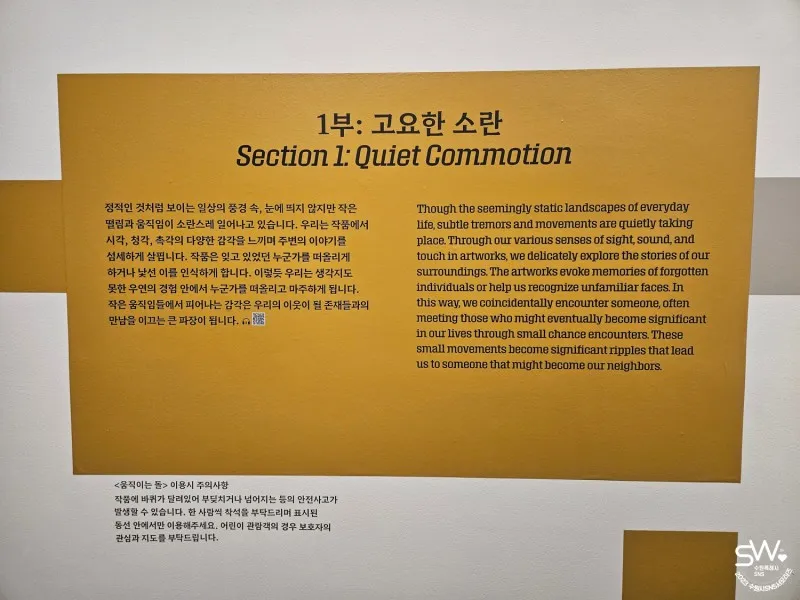 1부: 고요한 소란
Section 1: Quiet Commotion
정적인 것처럼 보이는 일상의 풍경 속, 눈에 띄지 않지만 작은
떨림과 움직임이 소란스레 일어나고 있습니다. 우리는 작품에서
시각, 청각, 촉각의 다양한 감각을 느끼며 주변의 이야기를
섬세하게 살핍니다. 작품은 잊고 있었던 누군가를 떠올리게
하거나 낯선 이를 인식하게 합니다. 이렇듯 우리는 생각지도
못한 우연의 경험 안에서 누군가를 떠올리고 마주하게 됩니다.
작은 움직임들에서 피어나는 감각은 우리의 이웃이 될 존재들과의
만남을 이끄는 큰 파장이 됩니다.
Though the seemingly static landscapes of everyday
life, subtle tremors and movements are quietly taking
place. Through our various senses of sight, sound, and
touch in artworks, we delicately explore the stories of our
surroundings. The artworks evoke memories of forgotten
individuals or help us recognize unfamiliar faces. In
this way, we coincidentally encounter someone, often
meeting those who might eventually become significant
in our lives through small chance encounters. These
small movements become significant ripples that lead
us to someone that might become our neighbors.
<움직이는 돌> 이용시 주의사항
작품에 바퀴가 달려있어 부딪치거나 넘어지는 등의 안전사고가
발생할 수 있습니다. 한 사람씩 착석을 부탁드리며 표시된
동선 안에서만 이용해주세요. 어린이 관람객의 경우 보호자의
관심과 지도를 부탁드립니다.
SW
수원특례시
SNS
2023 수원시SNS서포터즈